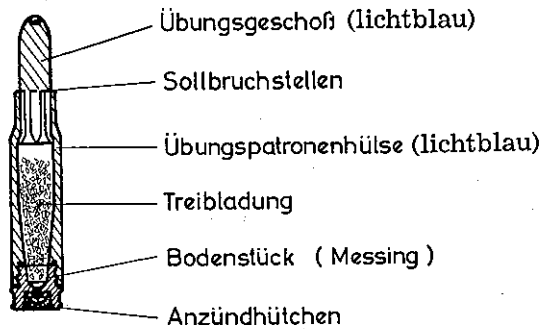 Übungsgeschoß (lichtblau)
Sollbruchstellen
Übungspatronenhülse (lichtblau)
Treibladung
Bodenstück ( Messing )
Anzündhütchen